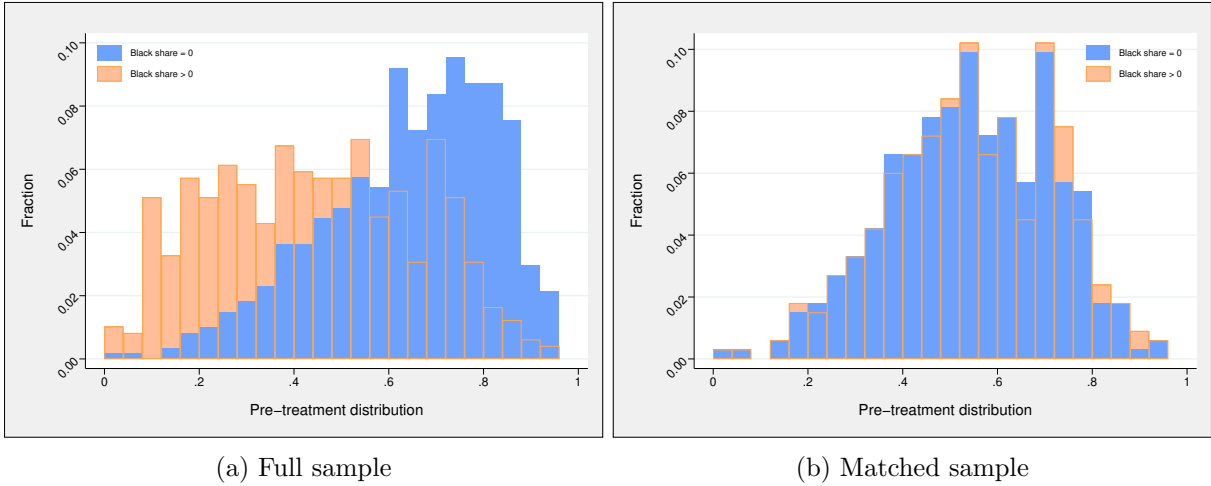 Black share = 0
Black share > 0
Fraction
0.10
0.08
0.06
0.04
0.02
0.00
0 .2 .4 .6 .8 1
Pre−treatment distribution
(a) Full sample
Black share = 0
Black share > 0
Fraction
0.10
0.08
0.06
0.04
0.02
0.00
0 .2 .4 .6 .8 1
Pre−treatment distribution
(b) Matched sample